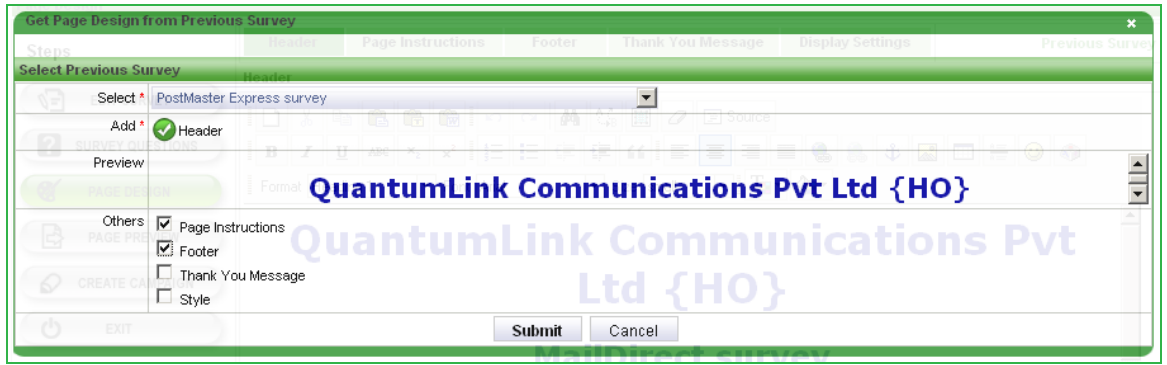 Get Page Design from Previous Survey
Steps
Header Page Instructions Footer Thank You Message Display Settings Previous Survey
Select Previous Survey
Header
Select * PostMaster Express survey
Source
Add * Header
SURVEY QUESTIONS
B I U ABC
Preview
PAGE DESIGN
Format
QuantumLink Communications Pvt Ltd {HO}
Others Page Instructions
PAGE PREVIEW
Footer
QuantumLink Communications Pvt
Ltd {HO}
Thank You Message
CREATE CAMPAIGN
Style
EXIT
Submit Cancel
MailDirect survey